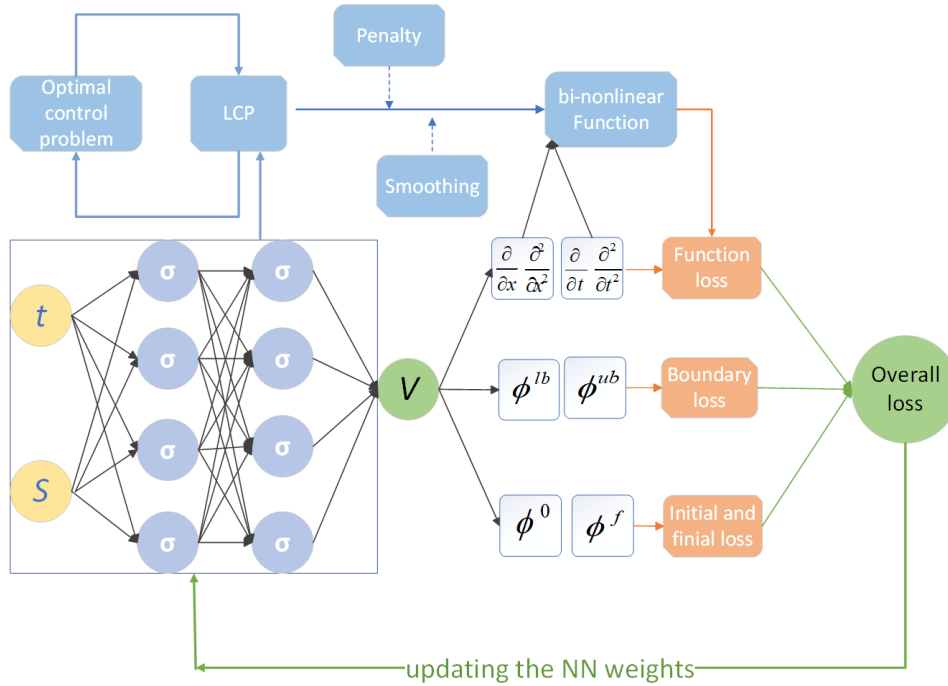 Penalty
Optimal
control
problem
LCP
bi-nonlinear
Function
Smoothing
∂/∂x ∂²/∂x² ∂/∂t ∂²/∂t²
Function
loss
σ σ
t
σ σ
V
ϕ^lb ϕ^ub
Boundary
loss
Overall
loss
σ σ
S
ϕ^0 ϕ^f
Initial and
finial loss
σ σ
updating the NN weights